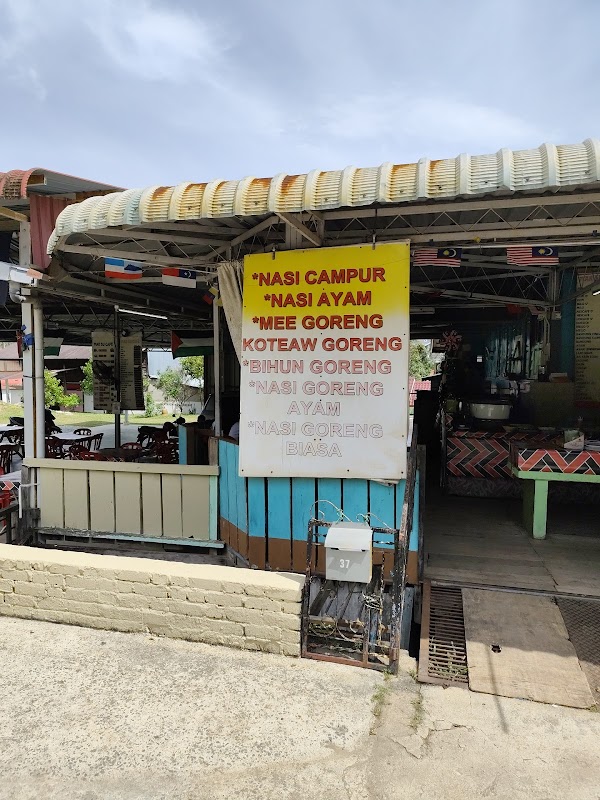 *NASI CAMPUR
*NASI AYAM
*MEE GORENG
KOTEAW GORENG
*BIHUN GORENG
*NASI GORENG
AYAM
*NASI GORENG
BIASA
37